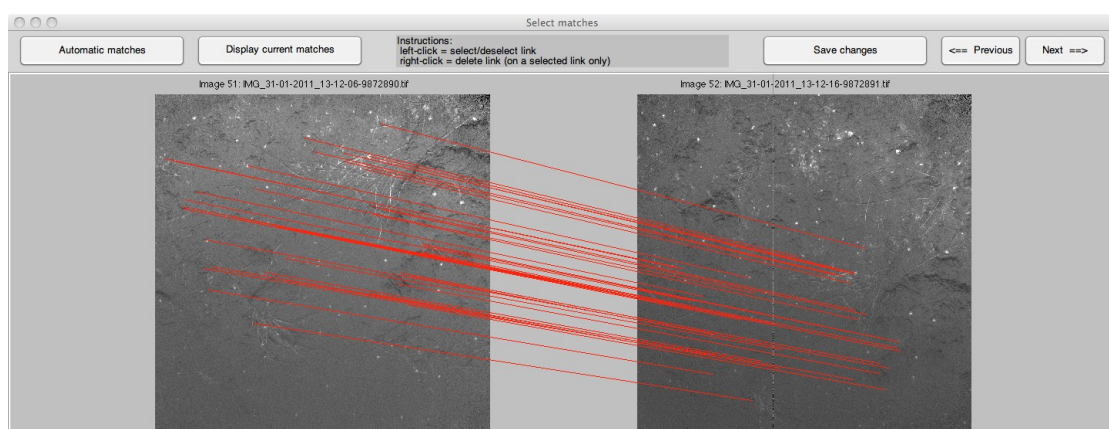 Select matches
Automatic matches
Display current matches
Instructions:
left-click = select/deselect link
right-click = delete link (on a selected link only)
Save changes
<== Previous
Next ==>
Image 51: IMG_31-01-2011_13-12-06-9872890.tif
Image 52: IMG_31-01-2011_13-12-16-9872891.tif